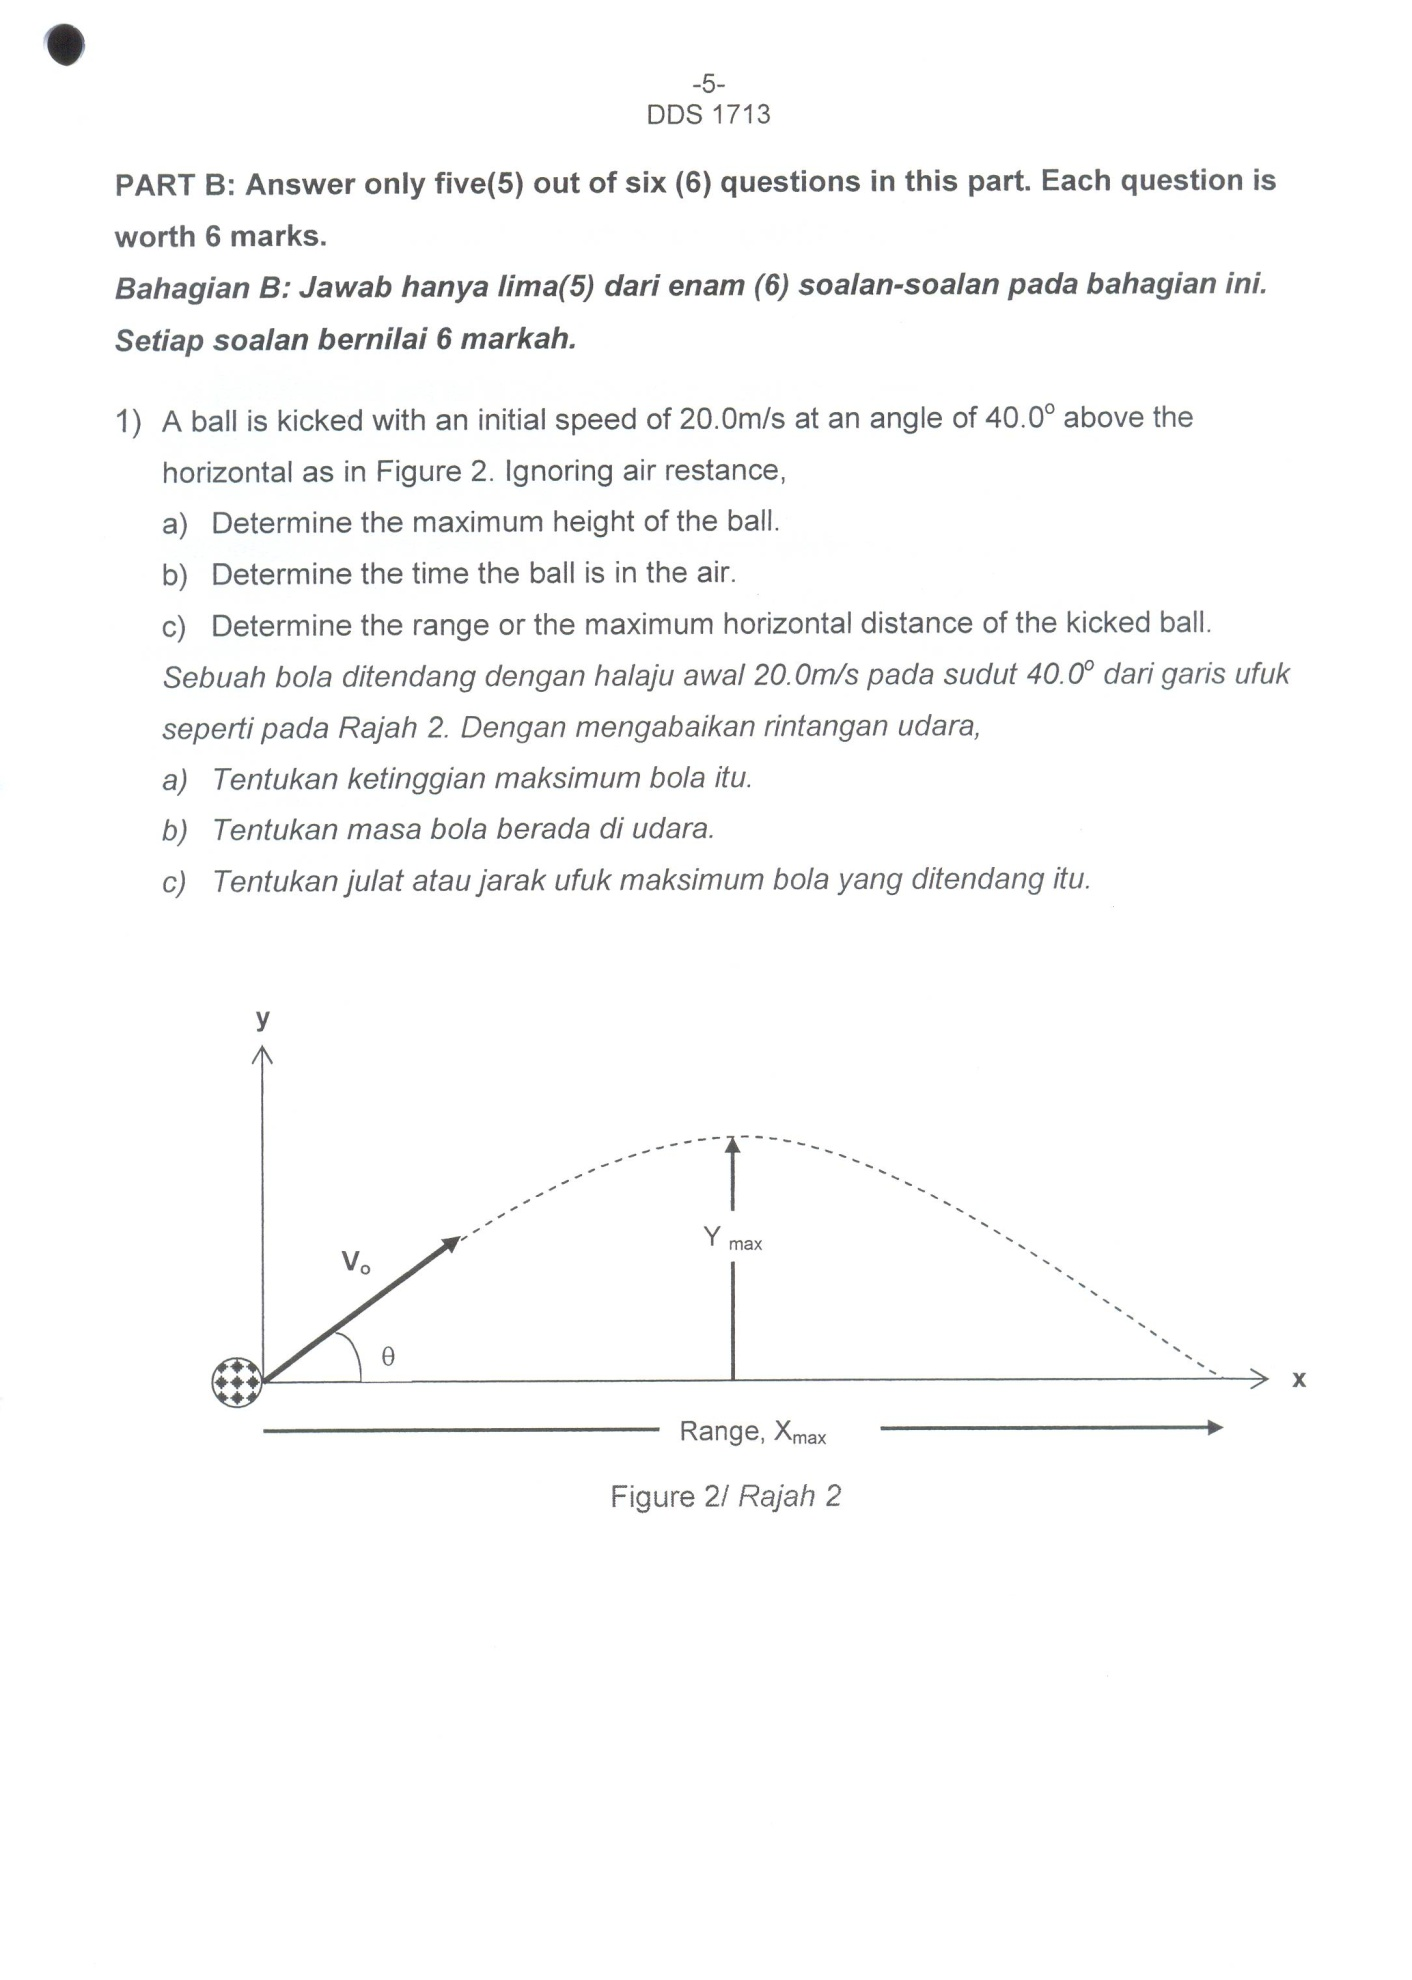 -5-
DDS 1713
PART B: Answer only five(5) out of six (6) questions in this part. Each question is
worth 6 marks.
Bahagian B: Jawab hanya lima(5) dari enam (6) soalan-soalan pada bahagian ini.
Setiap soalan bernilai 6 markah.
1) A ball is kicked with an initial speed of 20.0m/s at an angle of 40.0º above the
horizontal as in Figure 2. Ignoring air restance,
a) Determine the maximum height of the ball.
b) Determine the time the ball is in the air.
c) Determine the range or the maximum horizontal distance of the kicked ball.
Sebuah bola ditendang dengan halaju awal 20.0m/s pada sudut 40.0º dari garis ufuk
seperti pada Rajah 2. Dengan mengabaikan rintangan udara,
a) Tentukan ketinggian maksimum bola itu.
b) Tentukan masa bola berada di udara.
c) Tentukan julat atau jarak ufuk maksimum bola yang ditendang itu.
y
Y max
Vo
θ
x
Range, Xmax
Figure 2/ Rajah 2